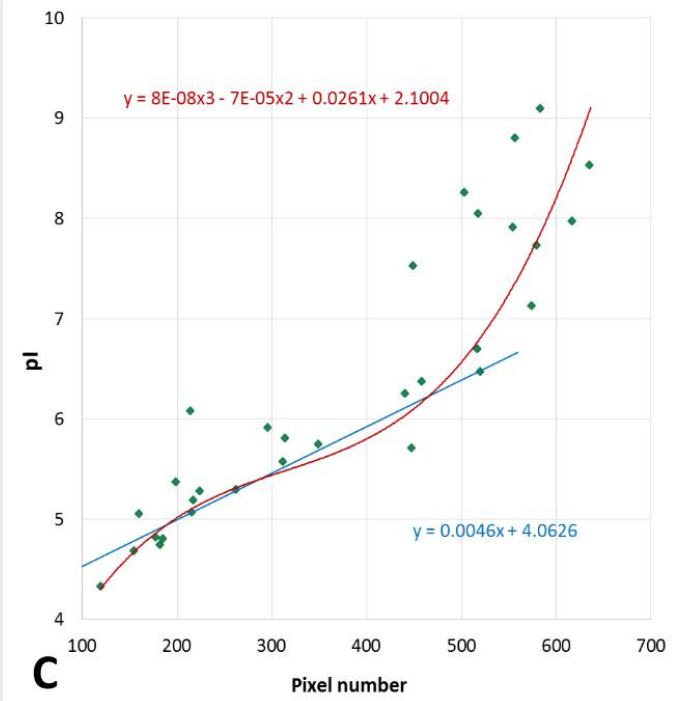 10
y = 8E-08x3 - 7E-05x2 + 0.0261x + 2.1004
9
8
7
pI
6
5
y = 0.0046x + 4.0626
4
100 200 300 400 500 600 700
C
Pixel number